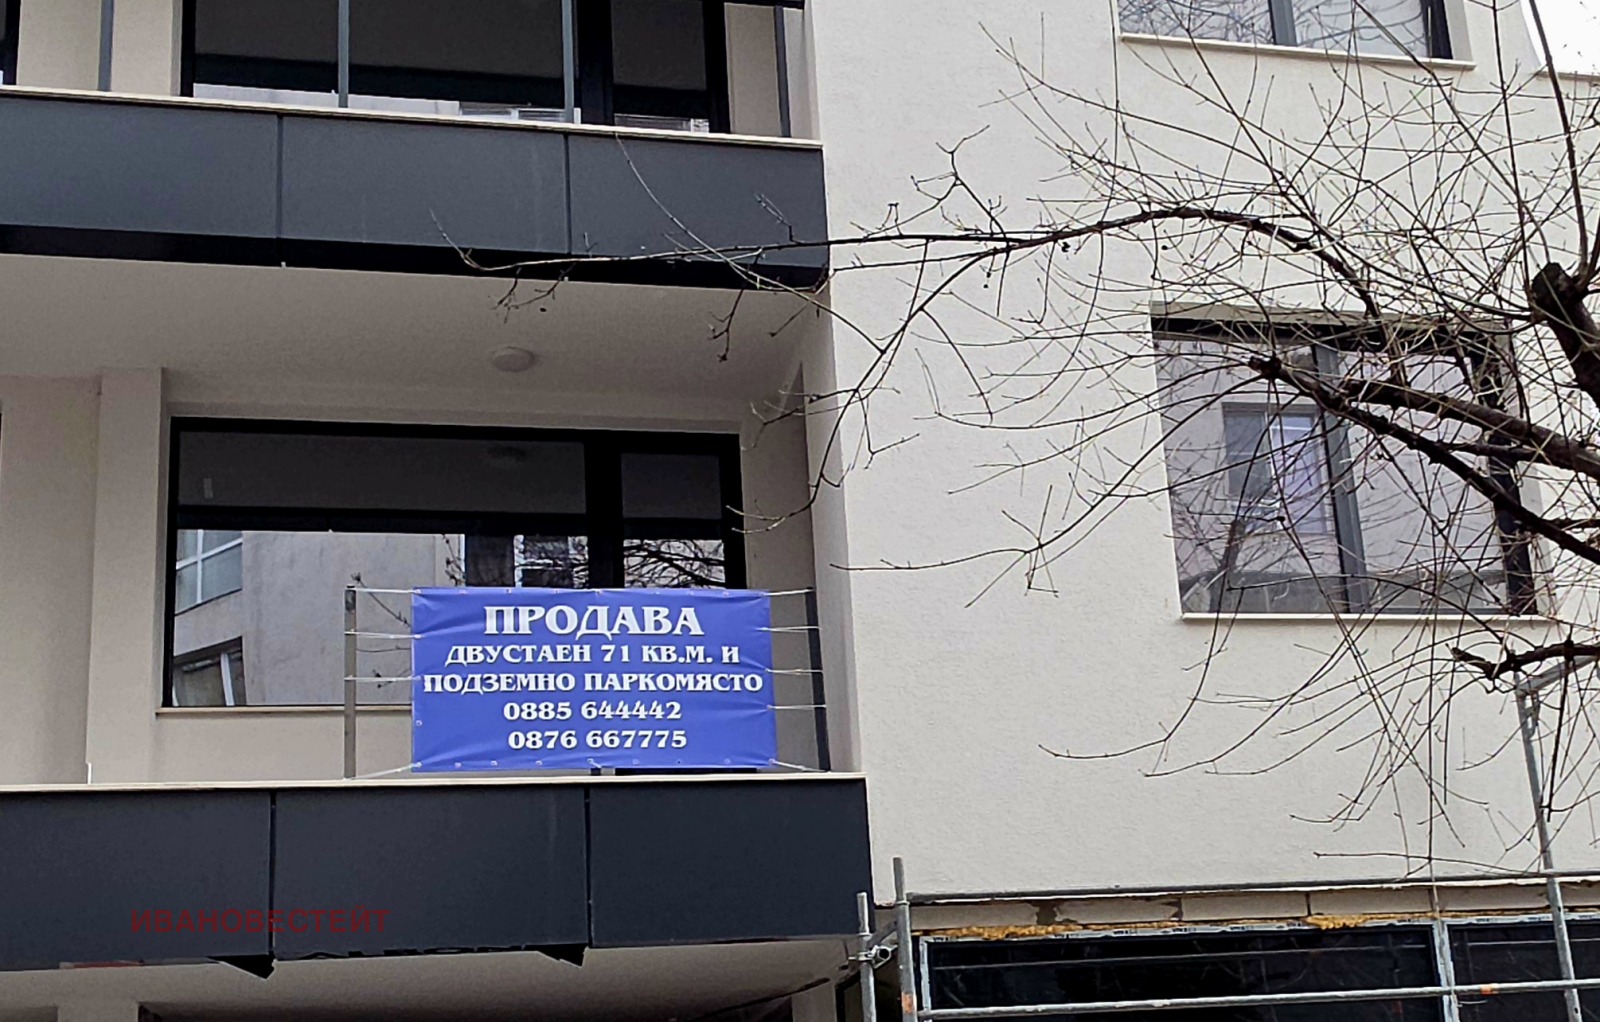 ПРОДАВА
ДВУСТАЕН 71 КВ.М. И
ПОДЗЕМНО ПАРКОМЯСТО
0885 644442
0876 667775
ИВАНОВЕСТЕЙТ